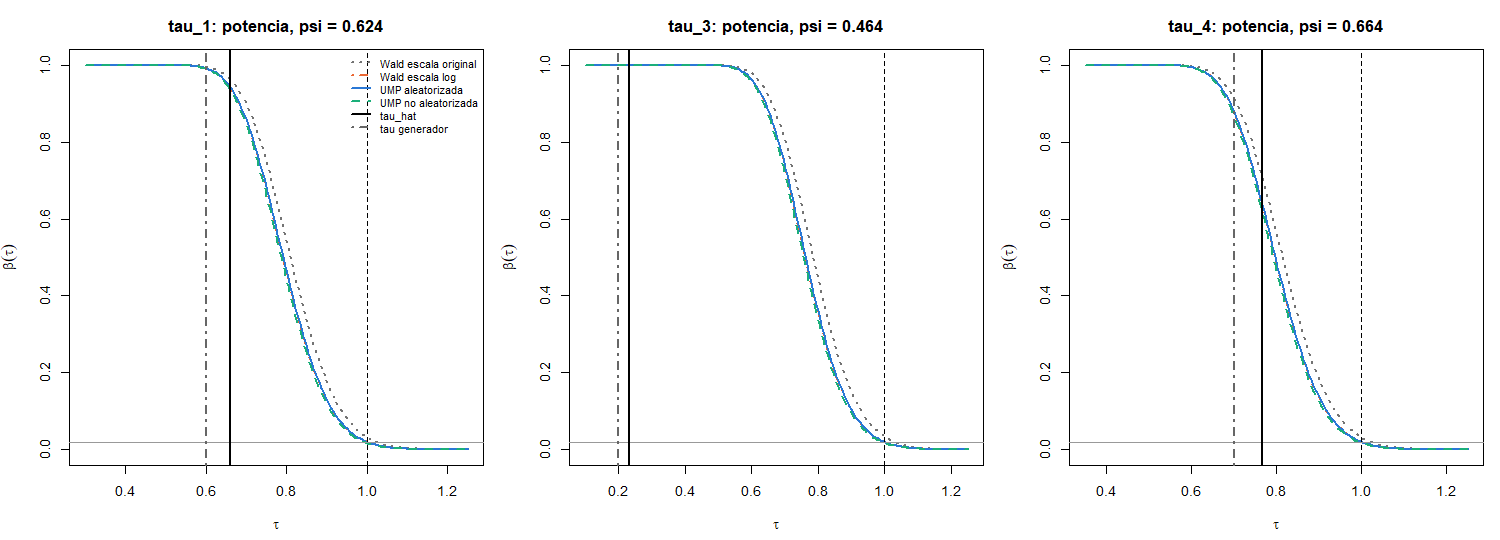 tau_1: potencia, psi = 0.624
β(τ)
0.0 0.2 0.4 0.6 0.8 1.0
Wald escala original
Wald escala log
UMP aleatorizada
UMP no aleatorizada
tau_hat
tau generador
0.4 0.6 0.8 1.0 1.2
τ
tau_3: potencia, psi = 0.464
β(τ)
0.0 0.2 0.4 0.6 0.8 1.0
0.2 0.4 0.6 0.8 1.0 1.2
τ
tau_4: potencia, psi = 0.664
β(τ)
0.0 0.2 0.4 0.6 0.8 1.0
0.4 0.6 0.8 1.0 1.2
τ